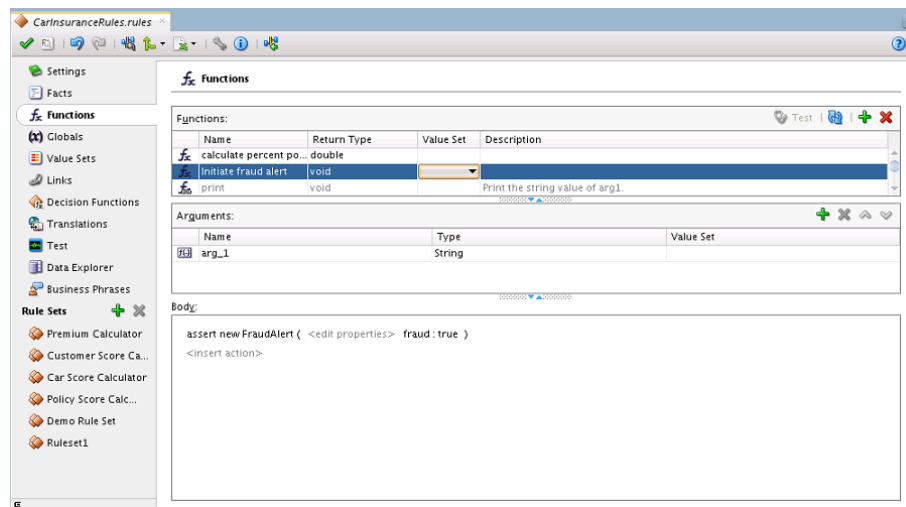 CarInsuranceRules.rules
Settings
Facts
Functions
Globals
Value Sets
Links
Decision Functions
Translations
Test
Data Explorer
Business Phrases
Rule Sets
Premium Calculator
Customer Score Ca...
Car Score Calculator
Policy Score Calc...
Demo Rule Set
Ruleset1
fx Functions
Functions: Test
Name Return Type Value Set Description
calculate percent po... double
Initiate fraud alert void
print void Print the string value of arg1.
Arguments:
Name Type Value Set
arg_1 String
Body:
assert new FraudAlert ( <edit properties> fraud : true )
<insert action>